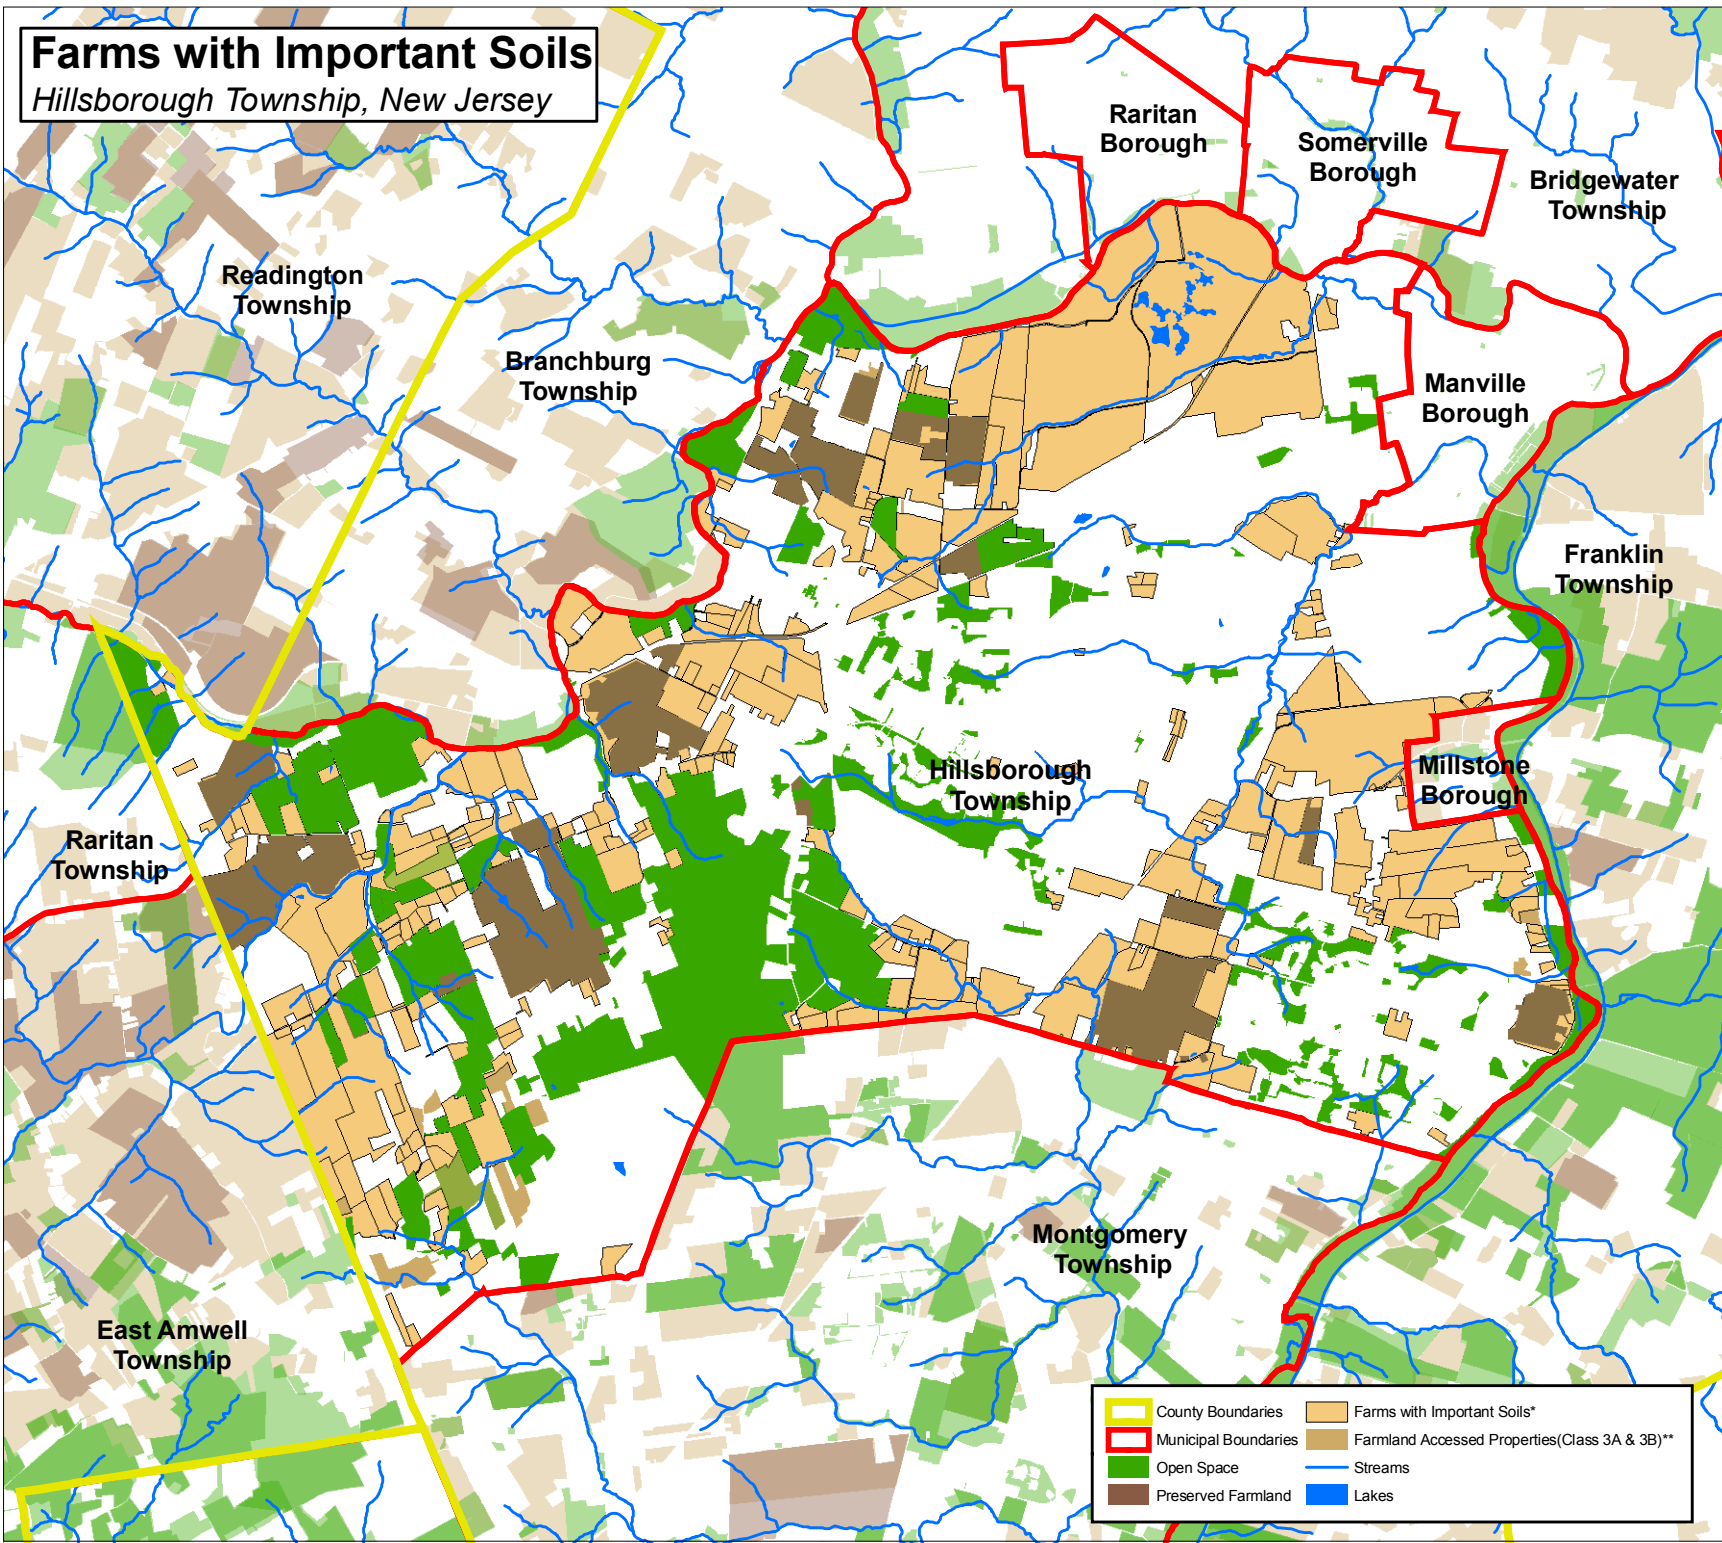 Farms with Important Soils
Hillsborough Township, New Jersey
Raritan
Borough
Somerville
Borough
Bridgewater
Township
Readington
Township
Branchburg
Township
Manville
Borough
Franklin
Township
Hillsborough
Township
Millstone
Borough
Raritan
Township
Montgomery
Township
East Amwell
Township
County Boundaries
Municipal Boundaries
Open Space
Preserved Farmland
Farms with Important Soils*
Farmland Accessed Properties(Class 3A & 3B)**
Streams
Lakes